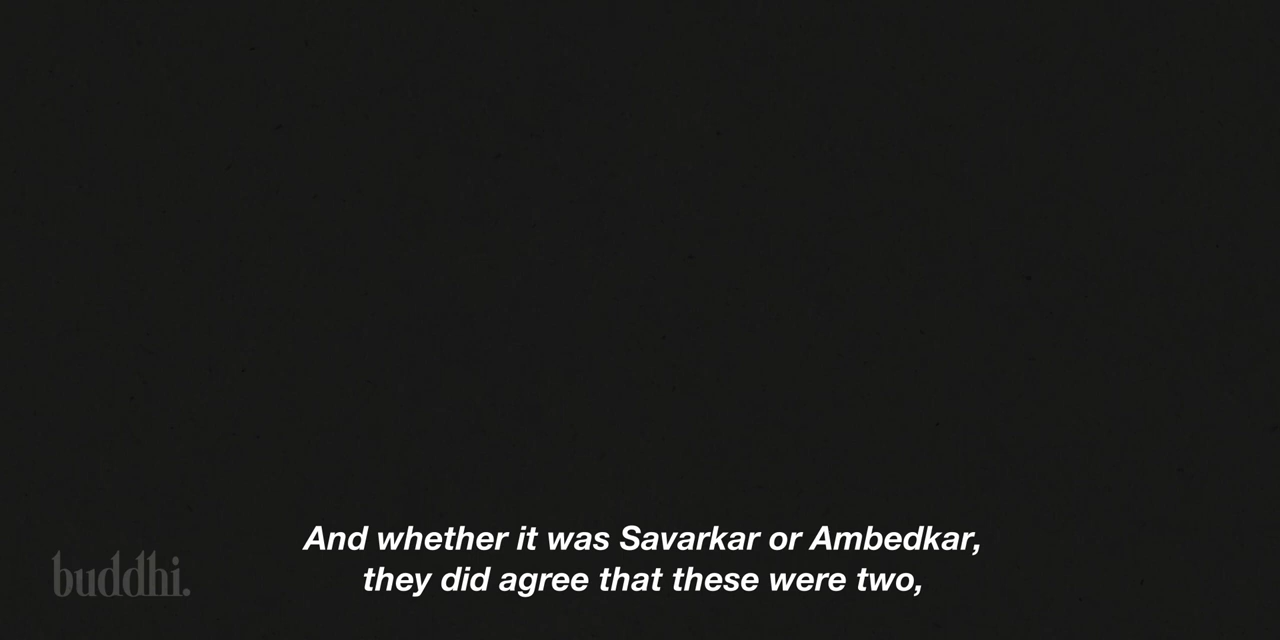 And whether it was Savarkar or Ambedkar,
they did agree that these were two,
buddhi.